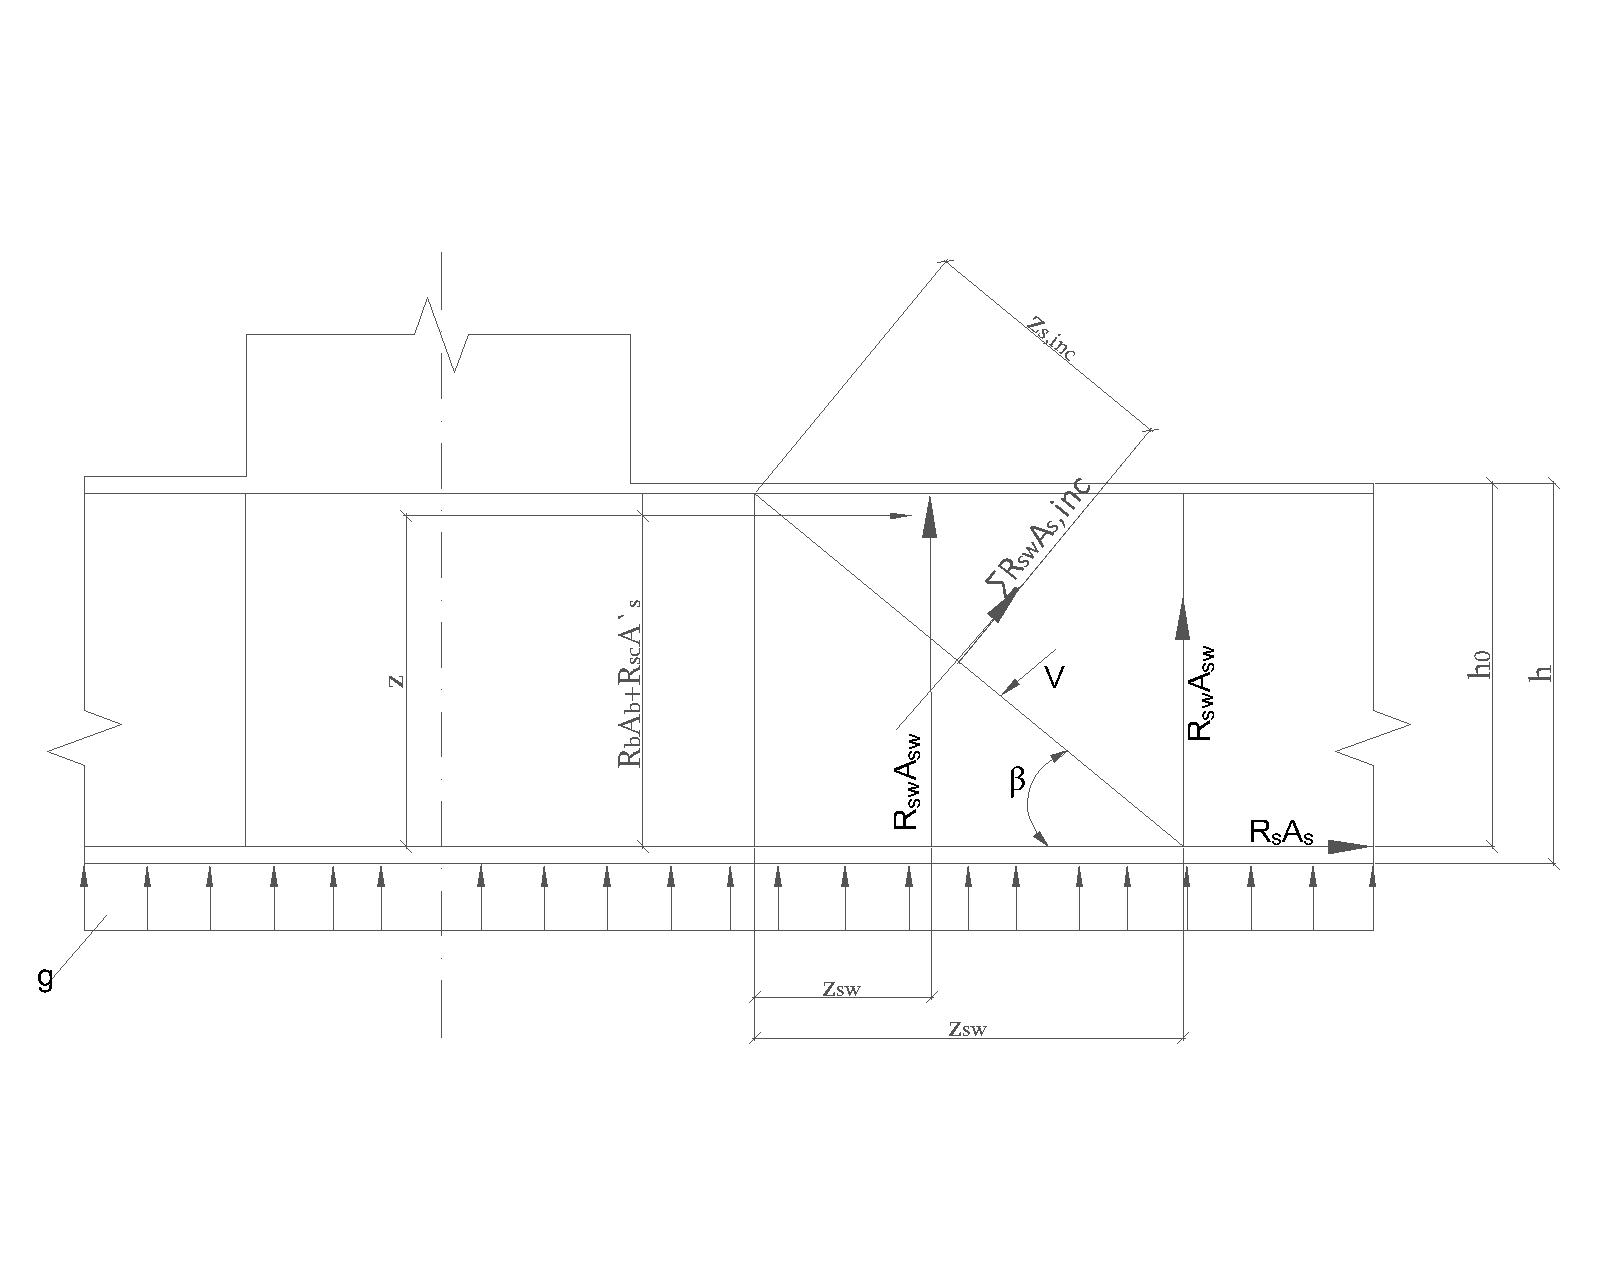 Zs,inc
∑RswAs,inc
RbAb+RscA`s
z
V
RswAsw
RswAsw
β
RsAs
h0
h
g
Zsw
Zsw